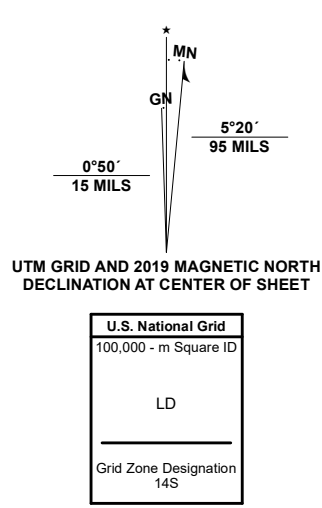 MN
GN
5°20´
95 MILS
0°50´
15 MILS
UTM GRID AND 2019 MAGNETIC NORTH
DECLINATION AT CENTER OF SHEET
U.S. National Grid
100,000 - m Square ID
LD
Grid Zone Designation
14S